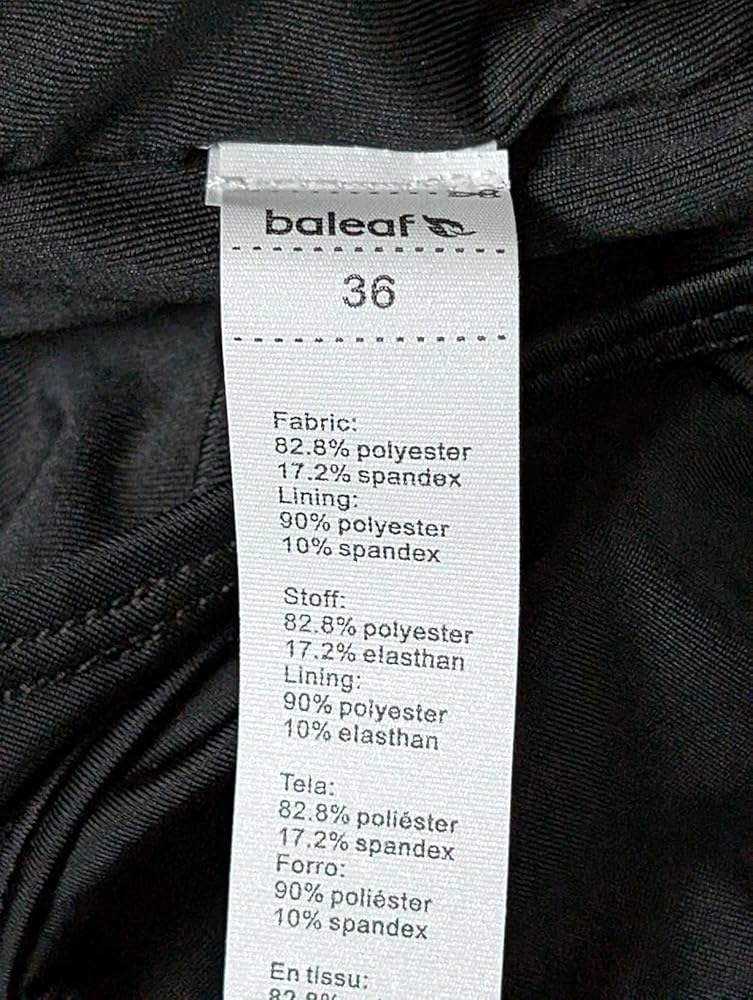 baleaf
36
Fabric:
82.8% polyester
17.2% spandex
Lining:
90% polyester
10% spandex
Stoff:
82.8% polyester
17.2% elasthan
Lining:
90% polyester
10% elasthan
Tela:
82.8% poliéster
17.2% spandex
Forro:
90% poliéster
10% spandex
En tissu: